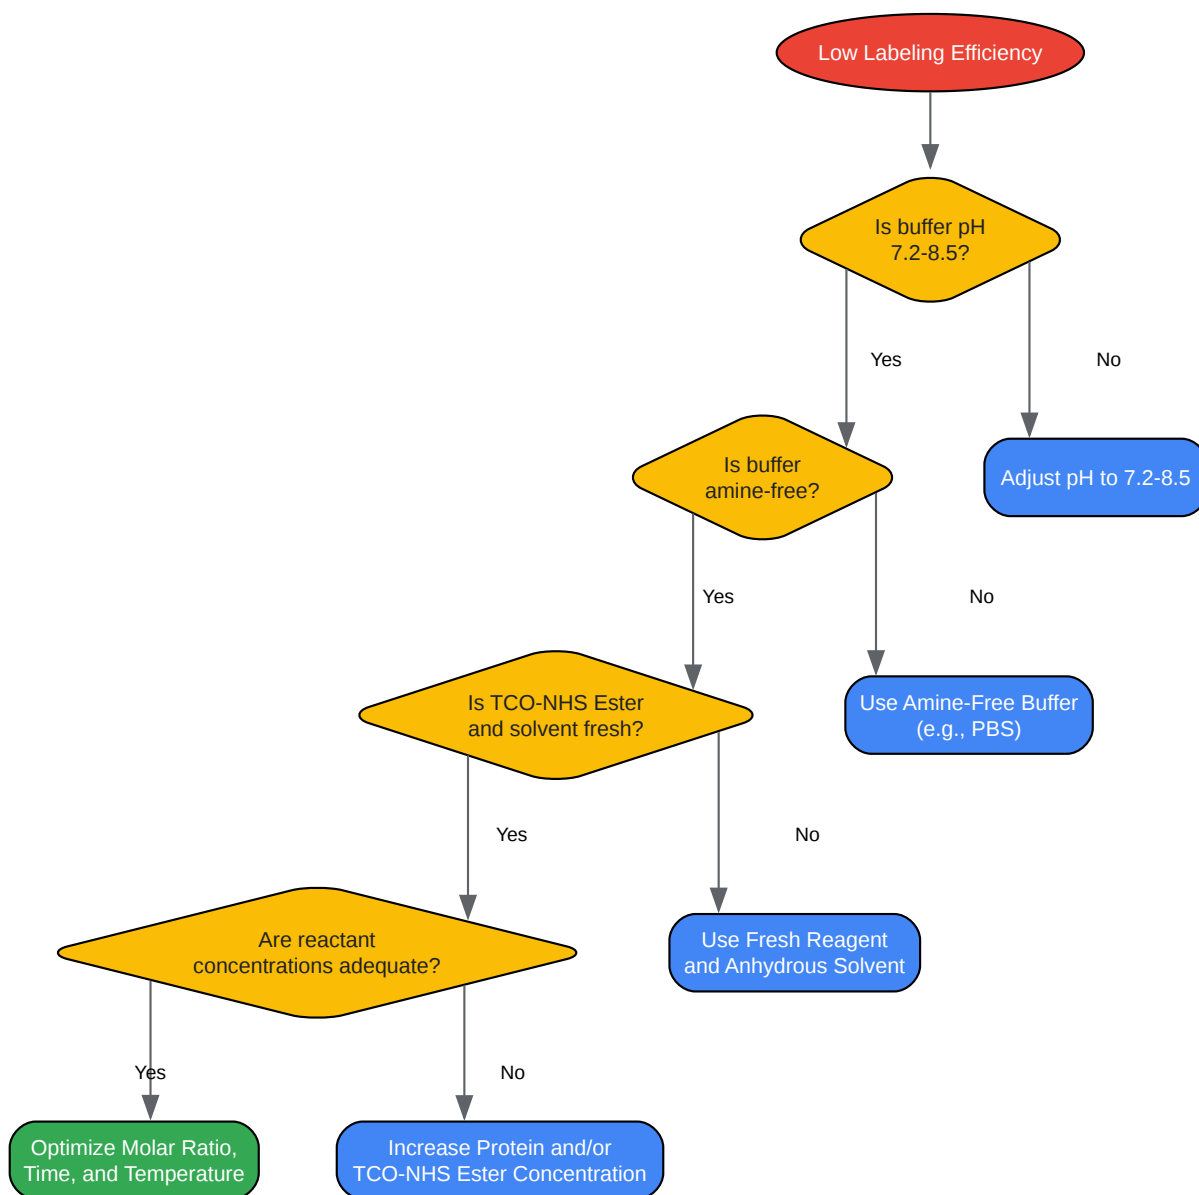 Low Labeling Efficiency
Is buffer pH
7.2-8.5?
Yes
No
Is buffer
amine-free?
Adjust pH to 7.2-8.5
Yes
No
Is TCO-NHS Ester
and solvent fresh?
Use Amine-Free Buffer
(e.g., PBS)
Yes
No
Are reactant
concentrations adequate?
Use Fresh Reagent
and Anhydrous Solvent
Yes
No
Optimize Molar Ratio,
Time, and Temperature
Increase Protein and/or
TCO-NHS Ester Concentration